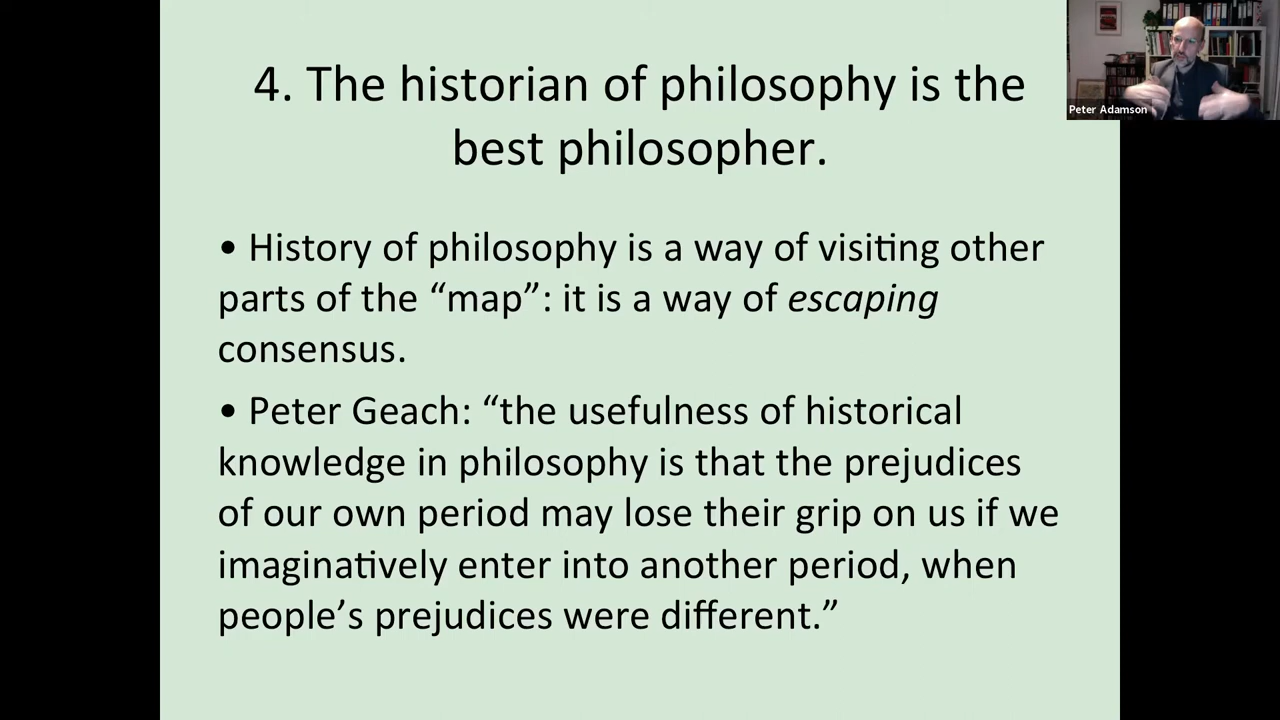 4. The historian of philosophy is the
best philosopher.
Peter Adamson
• History of philosophy is a way of visiting other
parts of the “map”: it is a way of escaping
consensus.
• Peter Geach: “the usefulness of historical
knowledge in philosophy is that the prejudices
of our own period may lose their grip on us if we
imaginatively enter into another period, when
people’s prejudices were different.”